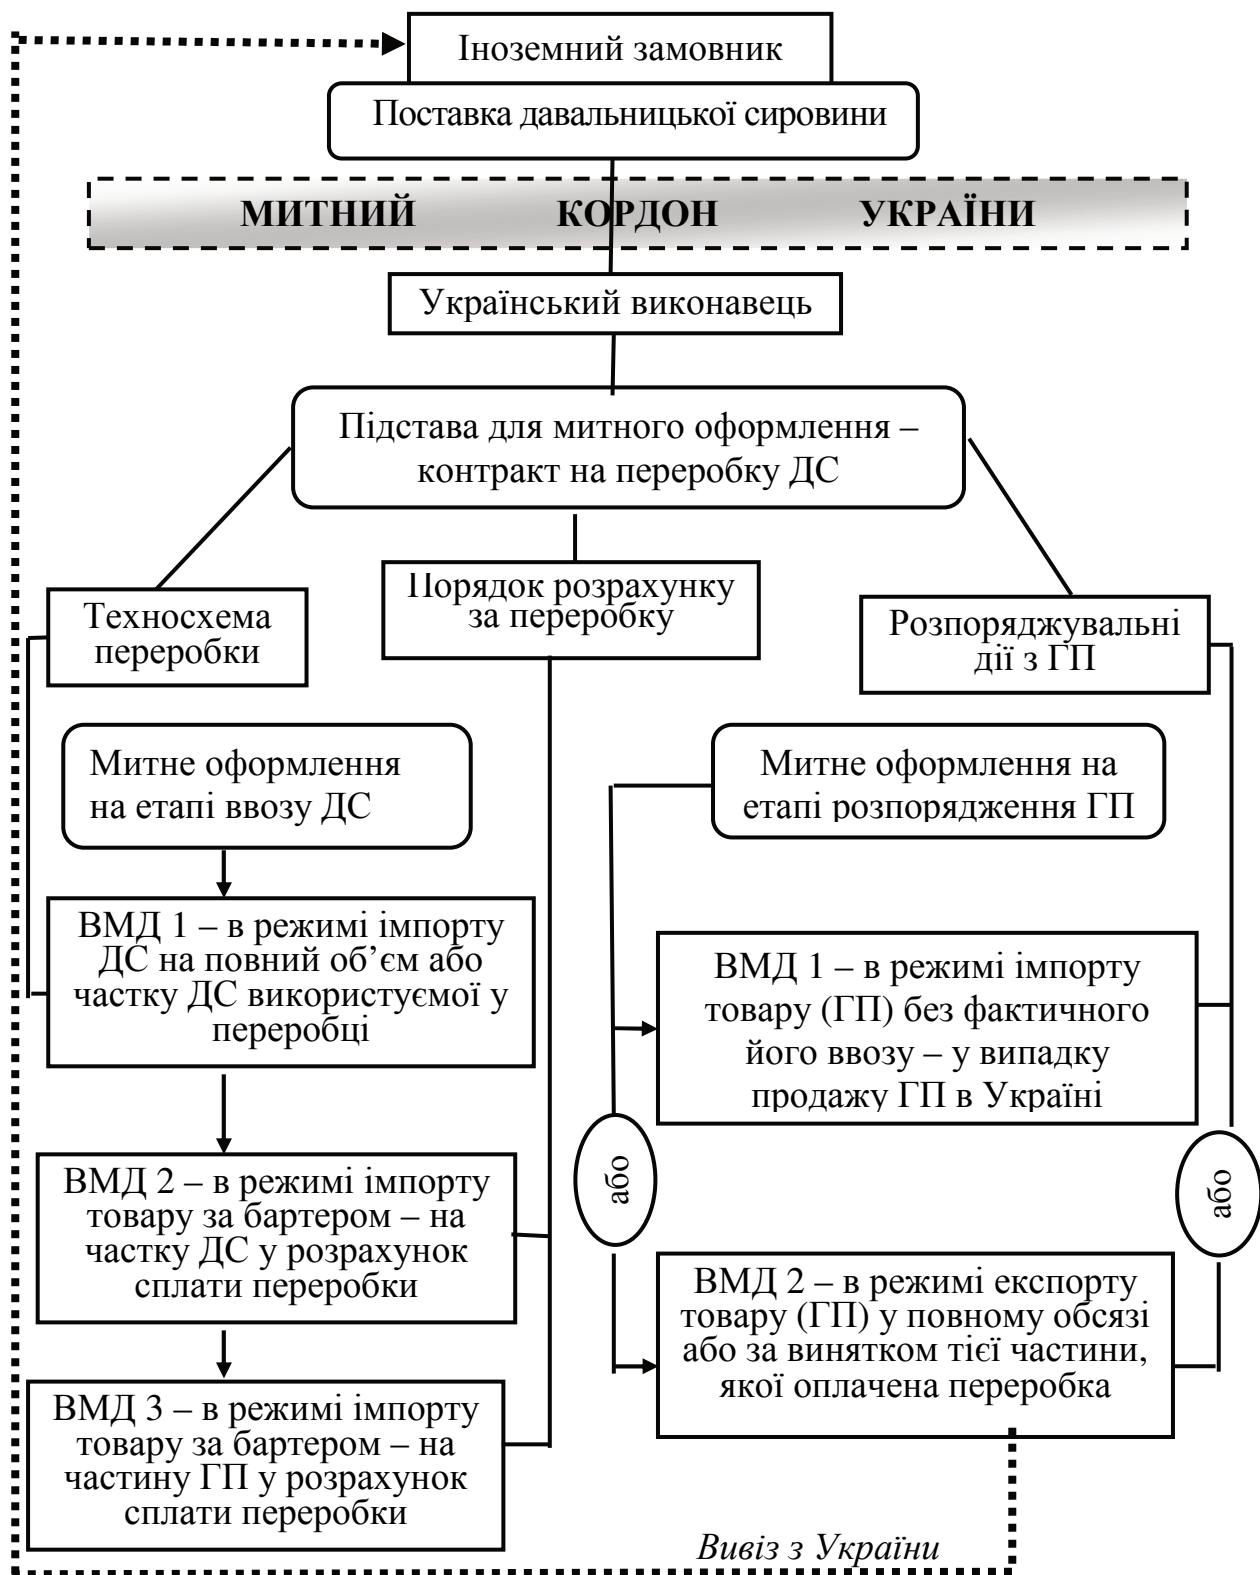 Іноземний замовник
Поставка давальницької сировини
МИТНИЙ КОРДОН УКРАЇНИ
Український виконавець
Підстава для митного оформлення –
контракт на переробку ДС
Техносхема
переробки
Порядок розрахунку
за переробку
Розпоряджувальні
дії з ГП
Митне оформлення
на етапі ввозу ДС
Митне оформлення на
етапі розпорядження ГП
ВМД 1 – в режимі імпорту
ДС на повний об’єм або
частку ДС використуємої у
переробці
ВМД 1 – в режимі імпорту
товару (ГП) без фактичного
його ввозу – у випадку
продажу ГП в Україні
або
або
ВМД 2 – в режимі імпорту
товару за бартером – на
частку ДС у розрахунок
сплати переробки
ВМД 2 – в режимі експорту
товару (ГП) у повному обсязі
або за винятком тієї частини,
якої оплачена переробка
ВМД 3 – в режимі імпорту
товару за бартером – на
частину ГП у розрахунок
сплати переробки
Вивіз з України